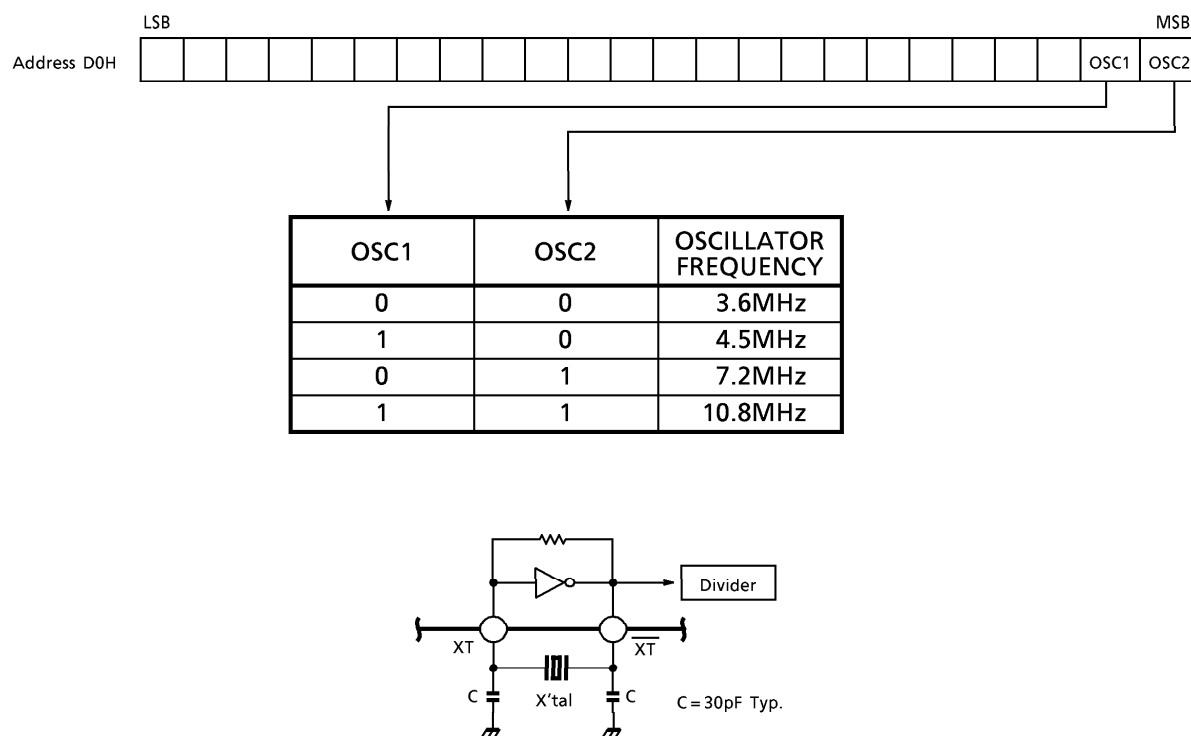 LSB MSB
Address D0H OSC1 OSC2
OSC1 OSC2 OSCILLATOR
FREQUENCY
0 0 3.6MHz
1 0 4.5MHz
0 1 7.2MHz
1 1 10.8MHz
Divider
XT X̅T̅
C X'tal C C=30pF Typ.